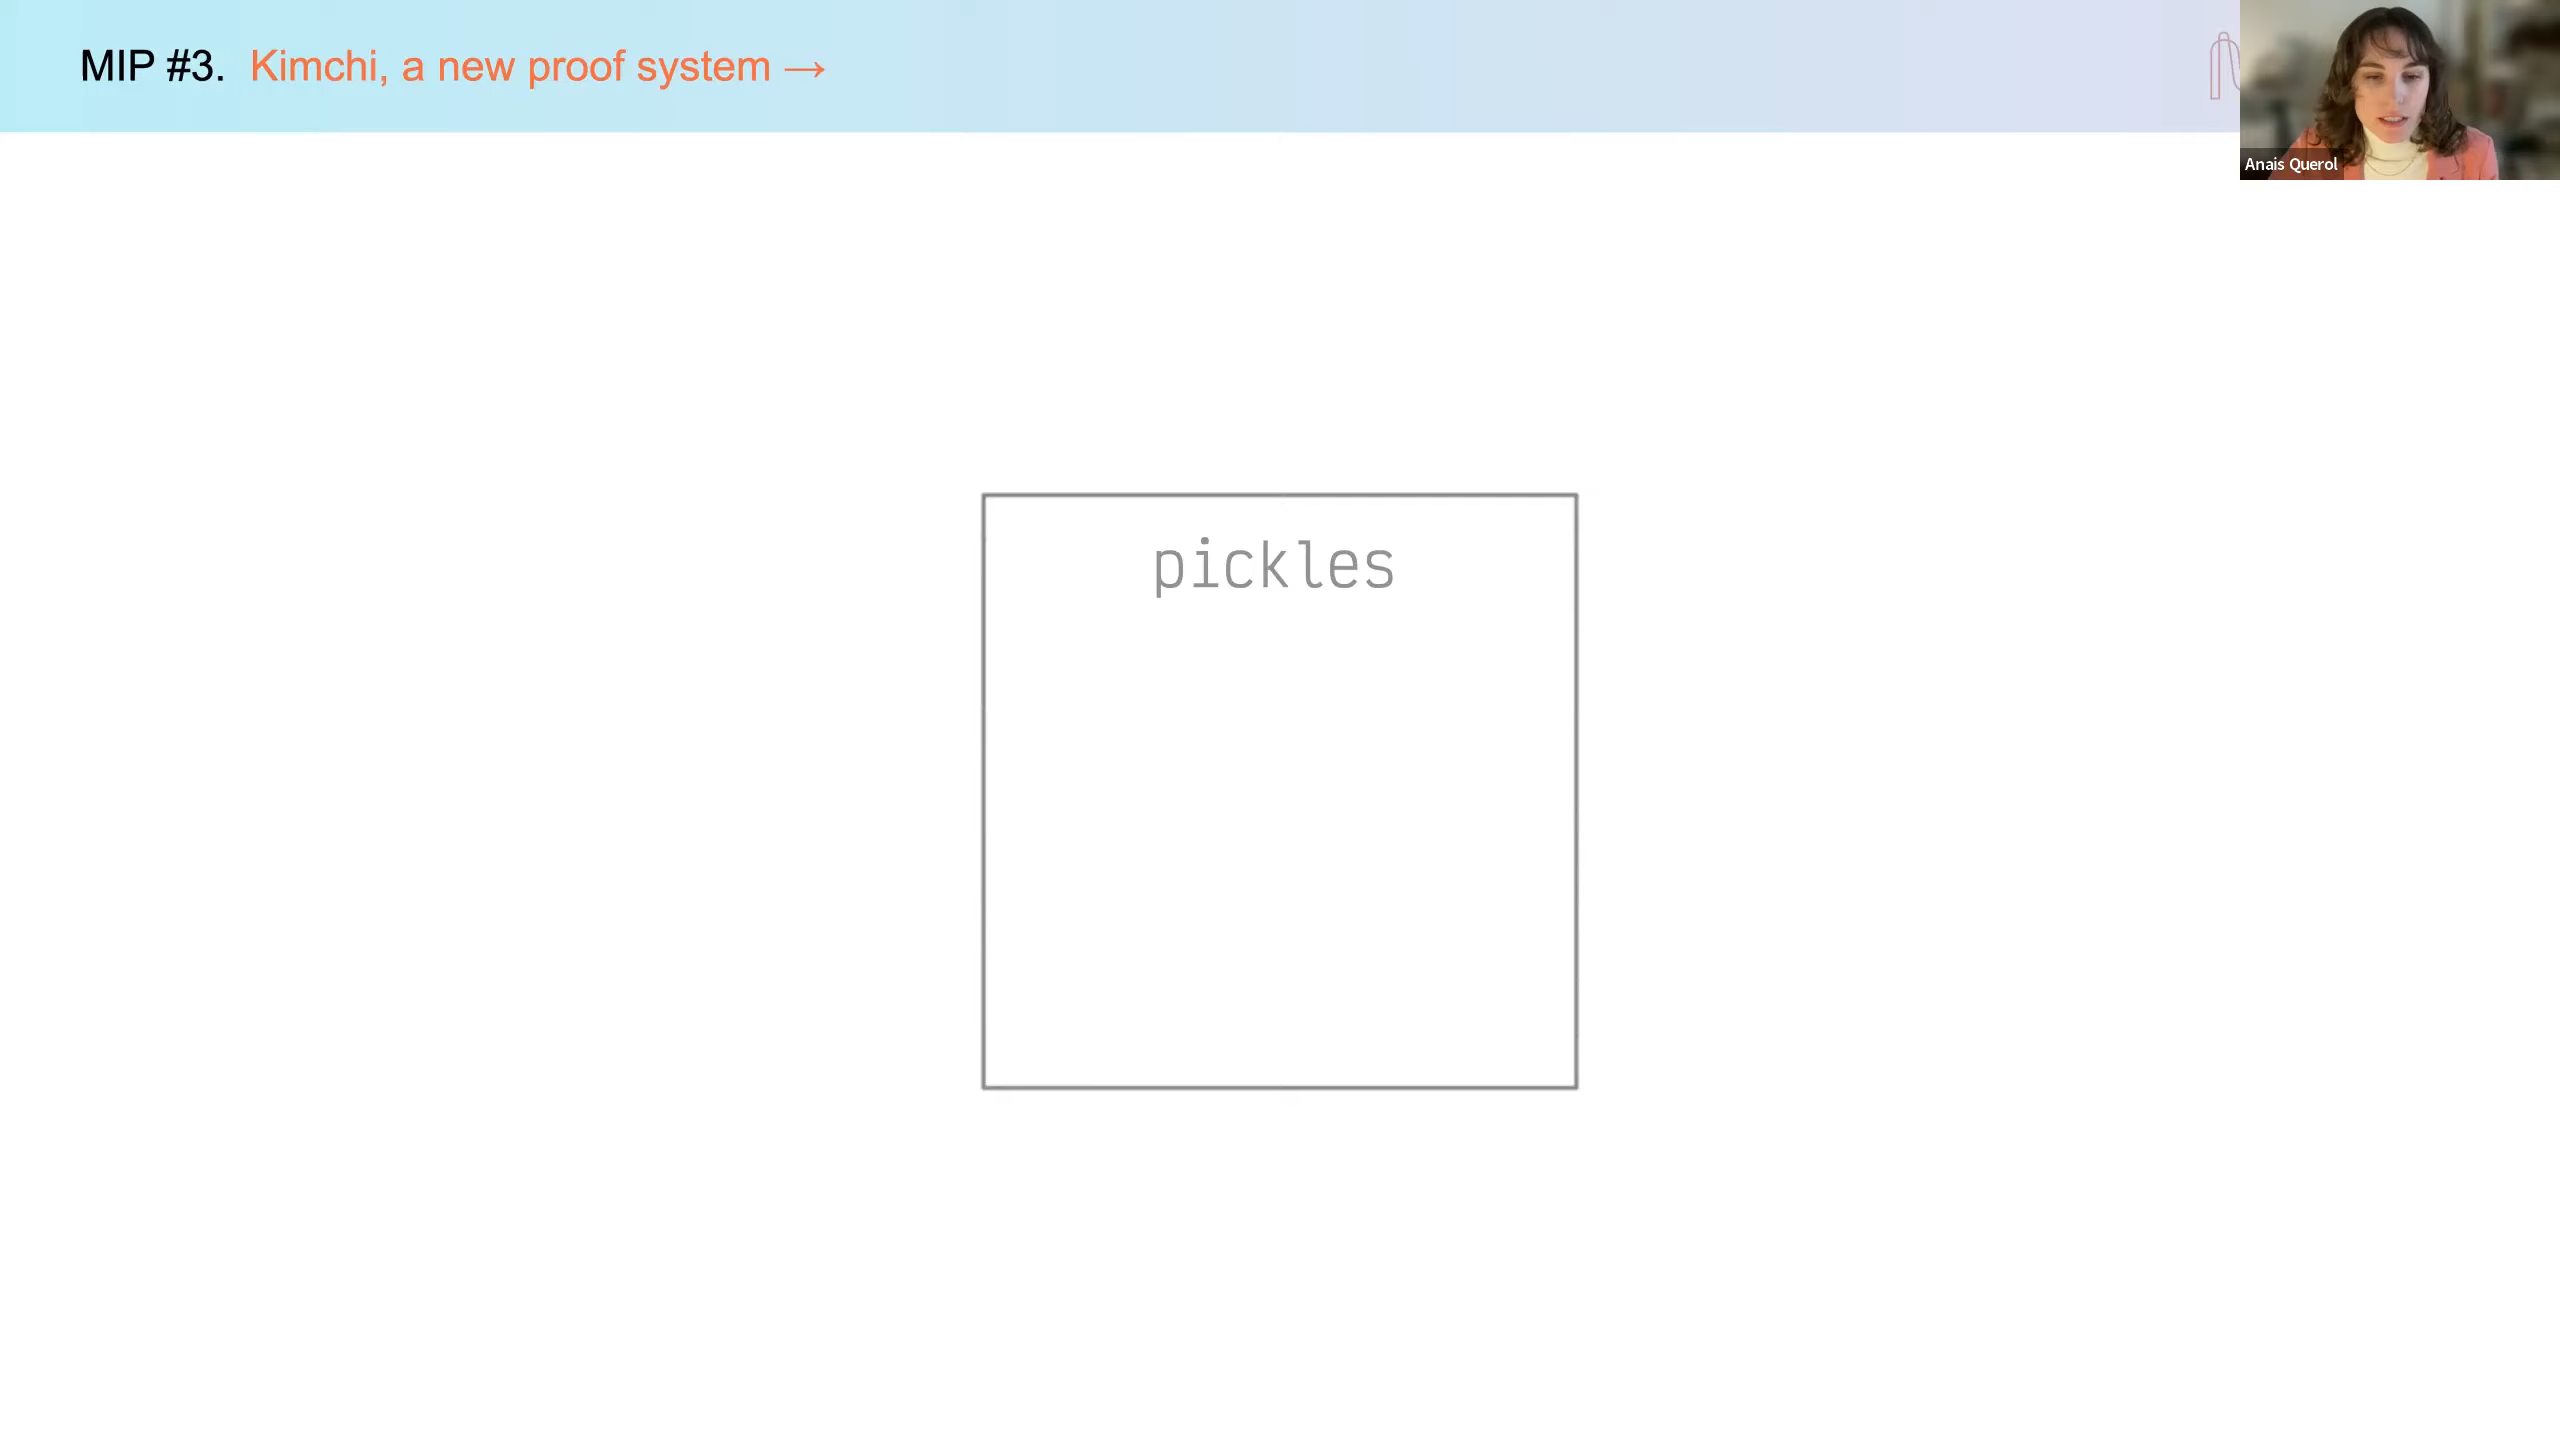 MIP #3. Kimchi, a new proof system →
Anais Querol
pickles